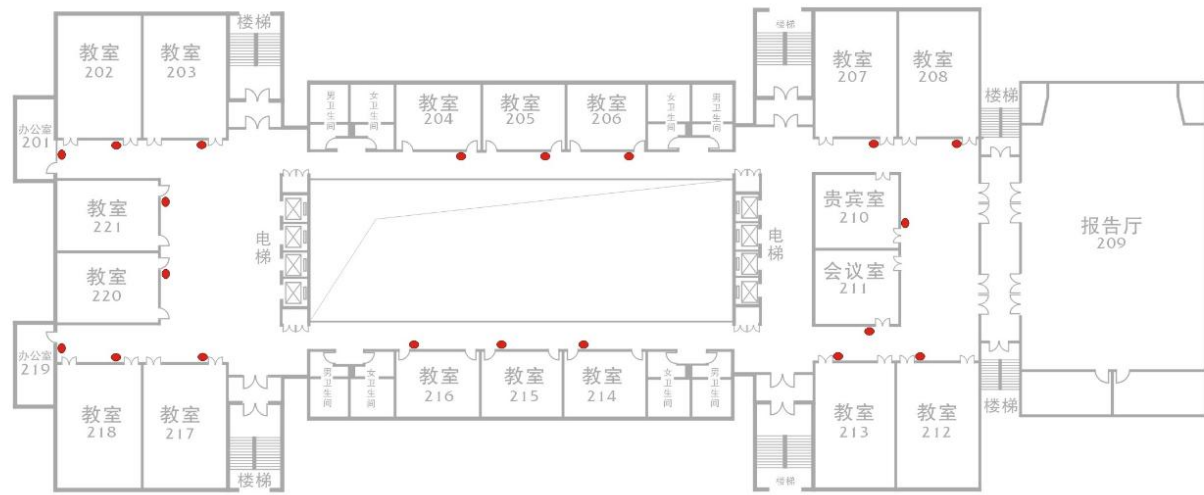 楼梯
教室
202
教室
203
办公室
201
男卫生间
女卫生间
教室
204
教室
205
教室
206
女卫生间
男卫生间
楼梯
教室
207
教室
208
楼梯
教室
221
教室
220
电梯
电梯
贵宾室
210
会议室
211
报告厅
209
办公室
219
教室
218
教室
217
楼梯
男卫生间
女卫生间
教室
216
教室
215
教室
214
女卫生间
男卫生间
楼梯
教室
213
教室
212
楼梯